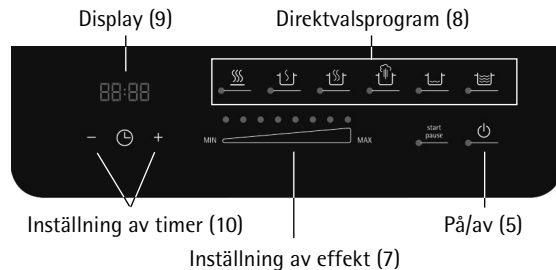 Display (9)
Direktvalsprogram (8)
88:88
– +
MIN MAX
start
pause
Inställning av timer (10)
På/av (5)
Inställning av effekt (7)